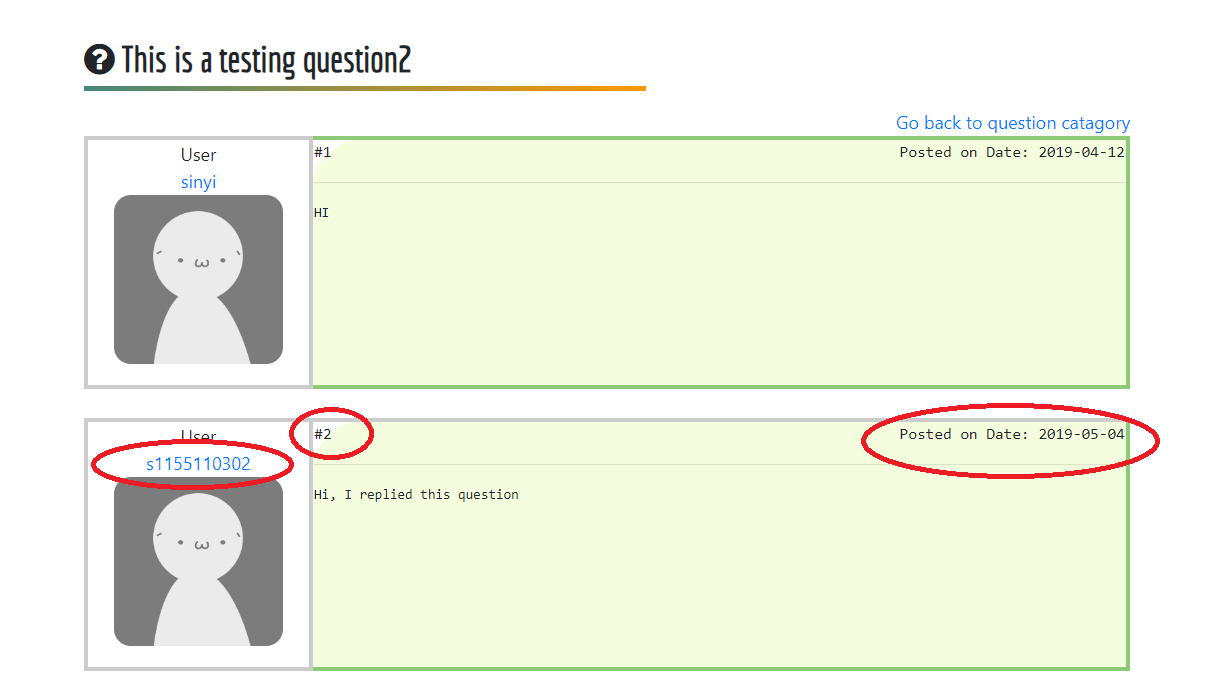 This is a testing question2
Go back to question catagory
User
sinyi
#1 Posted on Date: 2019-04-12
HI
User
s1155110302
#2 Posted on Date: 2019-05-04
Hi, I replied this question